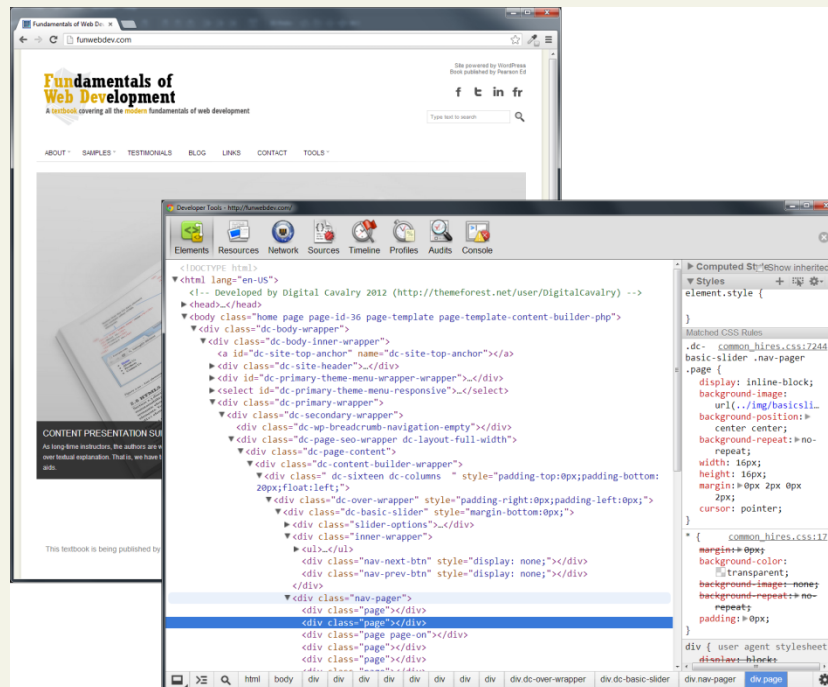 Fundamentals of Web De
funwebdev.com
Site powered by WordPress
Book published by Pearson Ed
Fundamentals of
Web Development
A textbook covering all the modern fundamentals of web development
Type text to search
ABOUT SAMPLES TESTIMONIALS BLOG LINKS CONTACT TOOLS
CONTENT PRESENTATION SU
As long-time instructors, the authors are w
over textual explanation. That is, we have t
aids.
This textbook is being published by
Developer Tools - http://funwebdev.com/
Elements Resources Network Sources Timeline Profiles Audits Console
<!DOCTYPE html>
<html lang="en-US">
<!-- Developed by Digital Cavalry 2012 (http://themeforest.net/user/DigitalCavalry) -->
<head>…</head>
<body class="home page page-id-36 page-template page-template-content-builder-php">
<div class="dc-body-wrapper">
<div class="dc-body-inner-wrapper">
<a id="dc-site-top-anchor" name="dc-site-top-anchor"></a>
<div class="dc-site-header">…</div>
<div id="dc-primary-theme-menu-wrapper-wrapper">…</div>
<select id="dc-primary-theme-menu-responsive">…</select>
<div class="dc-primary-wrapper">
<div class="dc-secondary-wrapper">
<div class="dc-wp-breadcrumb-navigation-empty"></div>
<div class="dc-page-seo-wrapper dc-layout-full-width">
<div class="dc-page-content">
<div class="dc-content-builder-wrapper">
<div class=" dc-sixteen dc-columns  " style="padding-top:0px;padding-bottom:
20px;float:left;">
<div class="dc-over-wrapper" style="padding-right:0px;padding-left:0px;">
<div class="dc-basic-slider" style="margin-bottom:0px;">
<div class="slider-options">…</div>
<div class="inner-wrapper">
<ul>…</ul>
<div class="nav-next-btn" style="display: none;"></div>
<div class="nav-prev-btn" style="display: none;"></div>
</div>
<div class="nav-pager">
<div class="page"></div>
<div class="page"></div>
<div class="page page-on"></div>
<div class="page"></div>
<div class="page"></div>
Computed Style Show inherited
Styles
element.style {
}
Matched CSS Rules
.dc- common_hires.css:7244
basic-slider .nav-pager
.page {
display: inline-block;
background-image:
url(../img/basicsli…
background-position:
center center;
background-repeat: no-
repeat;
width: 16px;
height: 16px;
margin: 0px 2px 0px
2px;
cursor: pointer;
}
* { common_hires.css:17
margin: 0px;
background-color:
transparent;
background-image: none;
background-repeat: no-
repeat;
padding: 0px;
}
div { user agent stylesheet
display: block;
html body div div div div div div div div div.dc-over-wrapper div.dc-basic-slider div.nav-pager div.page